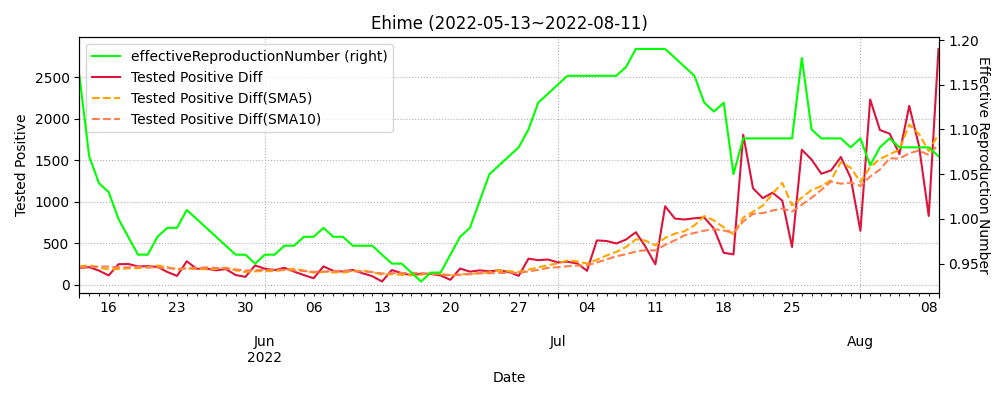 Ehime (2022-05-13~2022-08-11)
effectiveReproductionNumber (right)
Tested Positive Diff
Tested Positive Diff(SMA5)
Tested Positive Diff(SMA10)
Tested Positive
2500
2000
1500
1000
500
0
1.20
1.15
1.10
1.05
1.00
0.95
Effective Reproduction Number
16 23 30 06 13 20 27 04 11 18 25 08
Jun Jul Aug
2022
Date